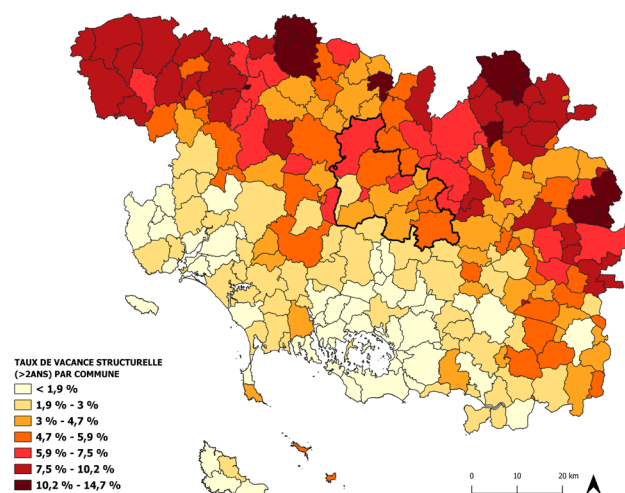 TAUX DE VACANCE STRUCTURELLE
(>2ANS) PAR COMMUNE
< 1,9 %
1,9 % - 3 %
3 % - 4,7 %
4,7 % - 5,9 %
5,9 % - 7,5 %
7,5 % - 10,2 %
10,2 % - 14,7 %
0 10 20 km